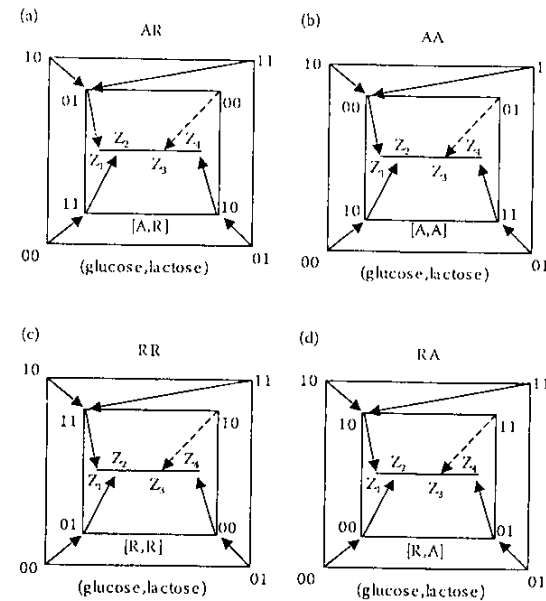 (a)
AR
10
11
01
00
Z₂
Z₄
Z₁
Z₃
11
10
[A,R]
00
01
(glucose,lactose)
(b)
AA
10
1
00
01
Z₂
Z₄
Z₁
Z₃
10
11
[A,A]
00
01
(glucose,lactose)
(c)
RR
10
11
11
10
Z₂
Z₄
Z₁
Z₃
01
00
[R,R]
00
01
(glucose,lactose)
(d)
RA
10
11
10
11
Z₂
Z₄
Z₁
Z₃
00
01
[R,A]
00
01
(glucose,lactose)